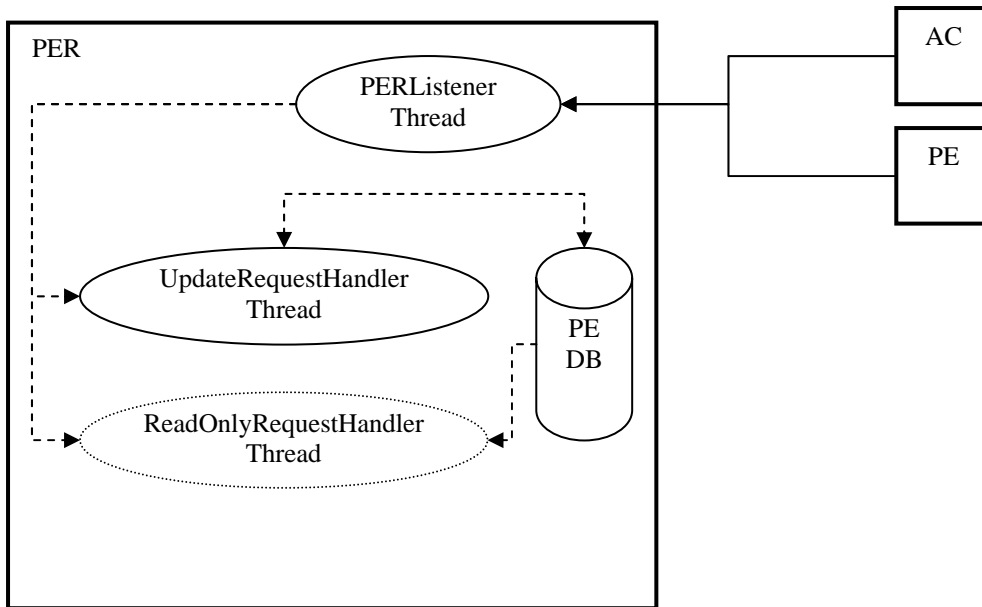 PER
AC
PERListener
Thread
PE
UpdateRequestHandler
Thread
PE
DB
ReadOnlyRequestHandler
Thread